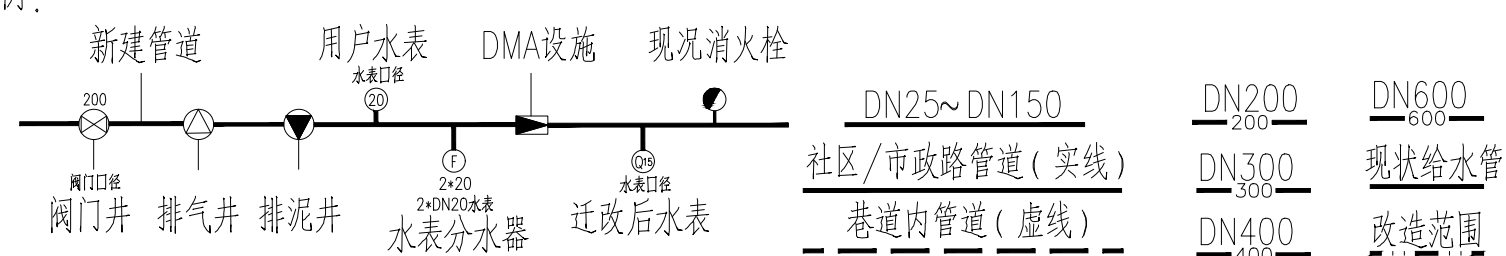 新建管道 用户水表 DMA设施 现况消火栓
水表口径
200
20
DN25~DN150
DN200
200
DN600
600
F
Q15
社区/市政路管道(实线)
DN300
300
现状给水管
阀门口径
2*20
2*DN20水表
水表口径
阀门井 排气井 排泥井 水表分水器 迁改后水表
巷道内管道(虚线)
DN400
改造范围